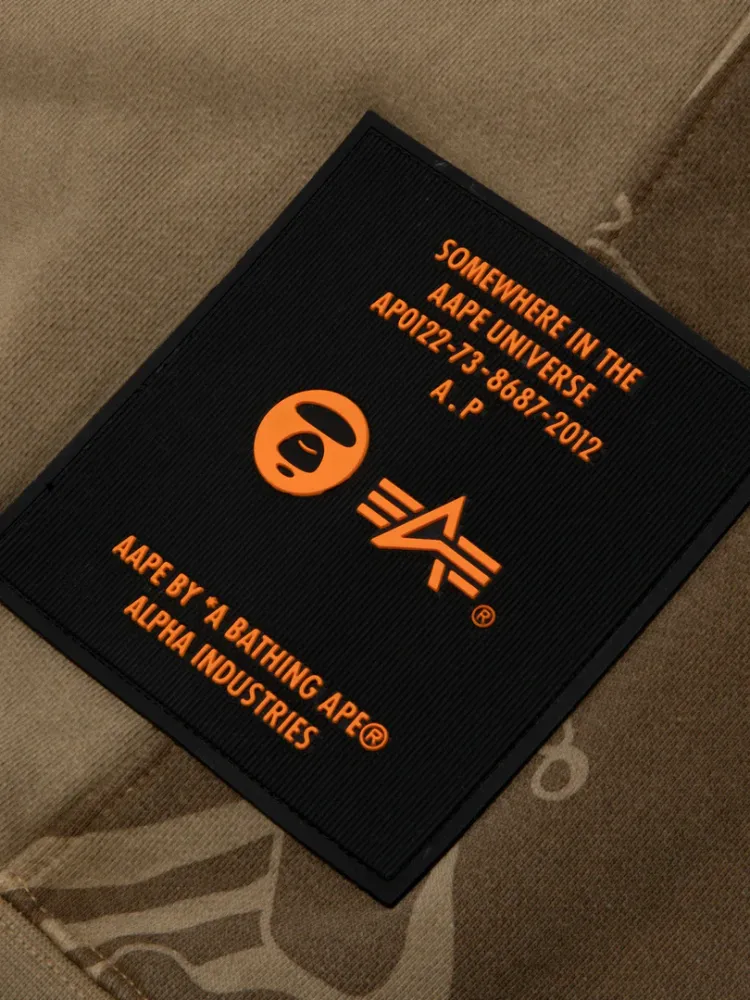 SOMEWHERE IN THE
AAPE UNIVERSE
AP0122-73-8687-2012
A.P
AAPE BY *A BATHING APE®
ALPHA INDUSTRIES
®